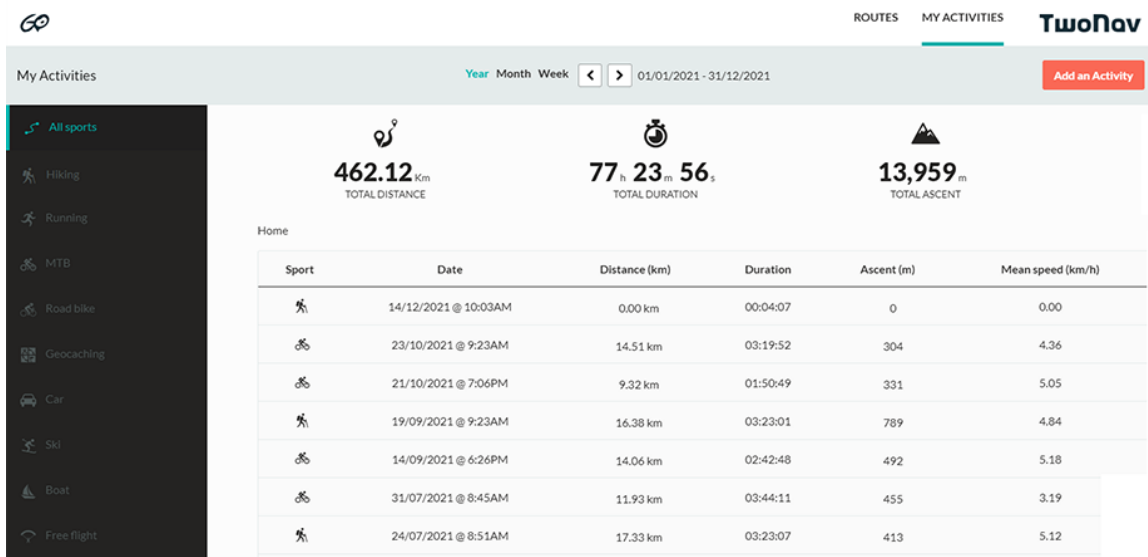 GO
ROUTES MY ACTIVITIES TwoNav
My Activities Year Month Week 01/01/2021 - 31/12/2021 Add an Activity
All sports
Hiking
Running
MTB
Road bike
Geocaching
Car
Ski
Boat
Free flight
462.12 Km
TOTAL DISTANCE
77 h 23 m 56 s
TOTAL DURATION
13,959 m
TOTAL ASCENT
Home
Sport Date Distance (km) Duration Ascent (m) Mean speed (km/h)
14/12/2021 @ 10:03AM 0.00 km 00:04:07 0 0.00
23/10/2021 @ 9:23AM 14.51 km 03:19:52 304 4.36
21/10/2021 @ 7:06PM 9.32 km 01:50:49 331 5.05
19/09/2021 @ 9:23AM 16.38 km 03:23:01 789 4.84
14/09/2021 @ 6:26PM 14.06 km 02:42:48 492 5.18
31/07/2021 @ 8:45AM 11.93 km 03:44:11 455 3.19
24/07/2021 @ 8:51AM 17.33 km 03:23:07 413 5.12